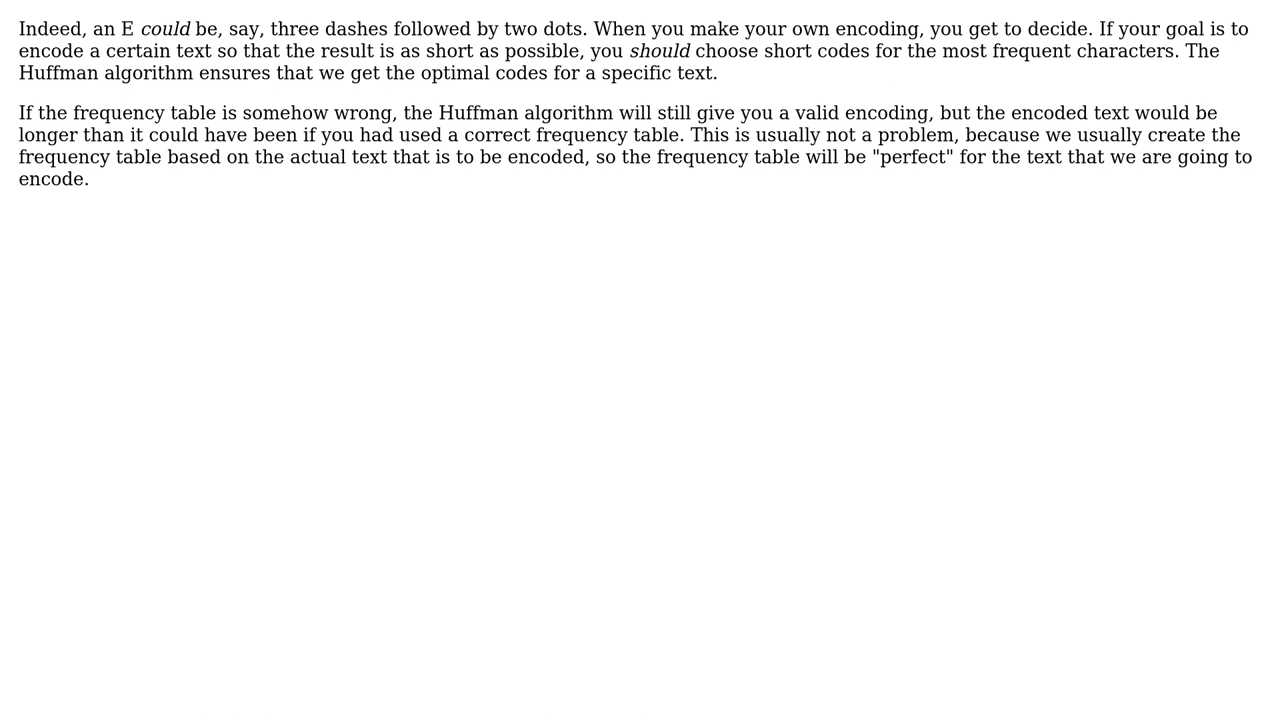 Indeed, an E could be, say, three dashes followed by two dots. When you make your own encoding, you get to decide. If your goal is to
encode a certain text so that the result is as short as possible, you should choose short codes for the most frequent characters. The
Huffman algorithm ensures that we get the optimal codes for a specific text.
If the frequency table is somehow wrong, the Huffman algorithm will still give you a valid encoding, but the encoded text would be
longer than it could have been if you had used a correct frequency table. This is usually not a problem, because we usually create the
frequency table based on the actual text that is to be encoded, so the frequency table will be "perfect" for the text that we are going to
encode.